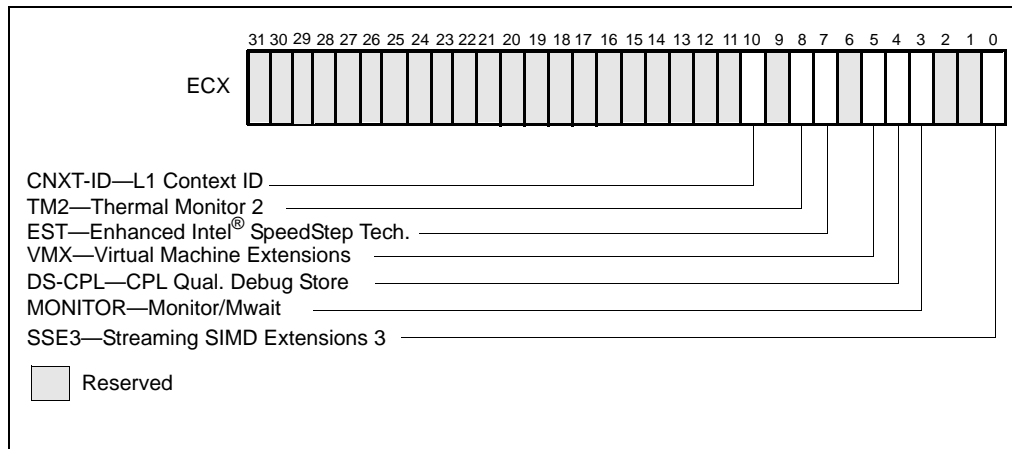 31 30 29 28 27 26 25 24 23 22 21 20 19 18 17 16 15 14 13 12 11 10 9 8 7 6 5 4 3 2 1 0
ECX
CNXT-ID—L1 Context ID
TM2—Thermal Monitor 2
EST—Enhanced Intel® SpeedStep Tech.
VMX—Virtual Machine Extensions
DS-CPL—CPL Qual. Debug Store
MONITOR—Monitor/Mwait
SSE3—Streaming SIMD Extensions 3
Reserved